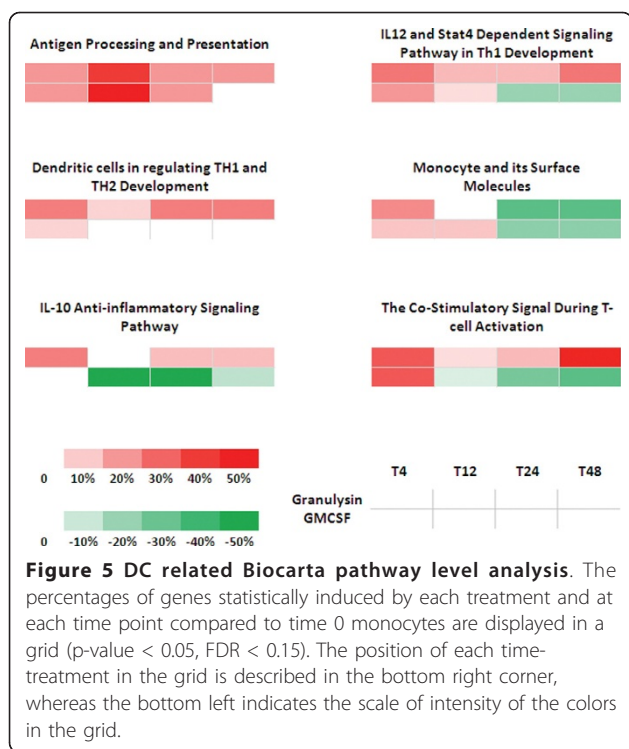 Antigen Processing and Presentation
IL12 and Stat4 Dependent Signaling
Pathway in Th1 Development
Dendritic cells in regulating TH1 and
TH2 Development
Monocyte and its Surface
Molecules
IL-10 Anti-inflammatory Signaling
Pathway
The Co-Stimulatory Signal During T-
cell Activation
0 10% 20% 30% 40% 50%
0 -10% -20% -30% -40% -50%
T4 T12 T24 T48
Granulysin
GMCSF
Figure 5 DC related Biocarta pathway level analysis. The
percentages of genes statistically induced by each treatment and at
each time point compared to time 0 monocytes are displayed in a
grid (p-value < 0.05, FDR < 0.15). The position of each time-
treatment in the grid is described in the bottom right corner,
whereas the bottom left indicates the scale of intensity of the colors
in the grid.